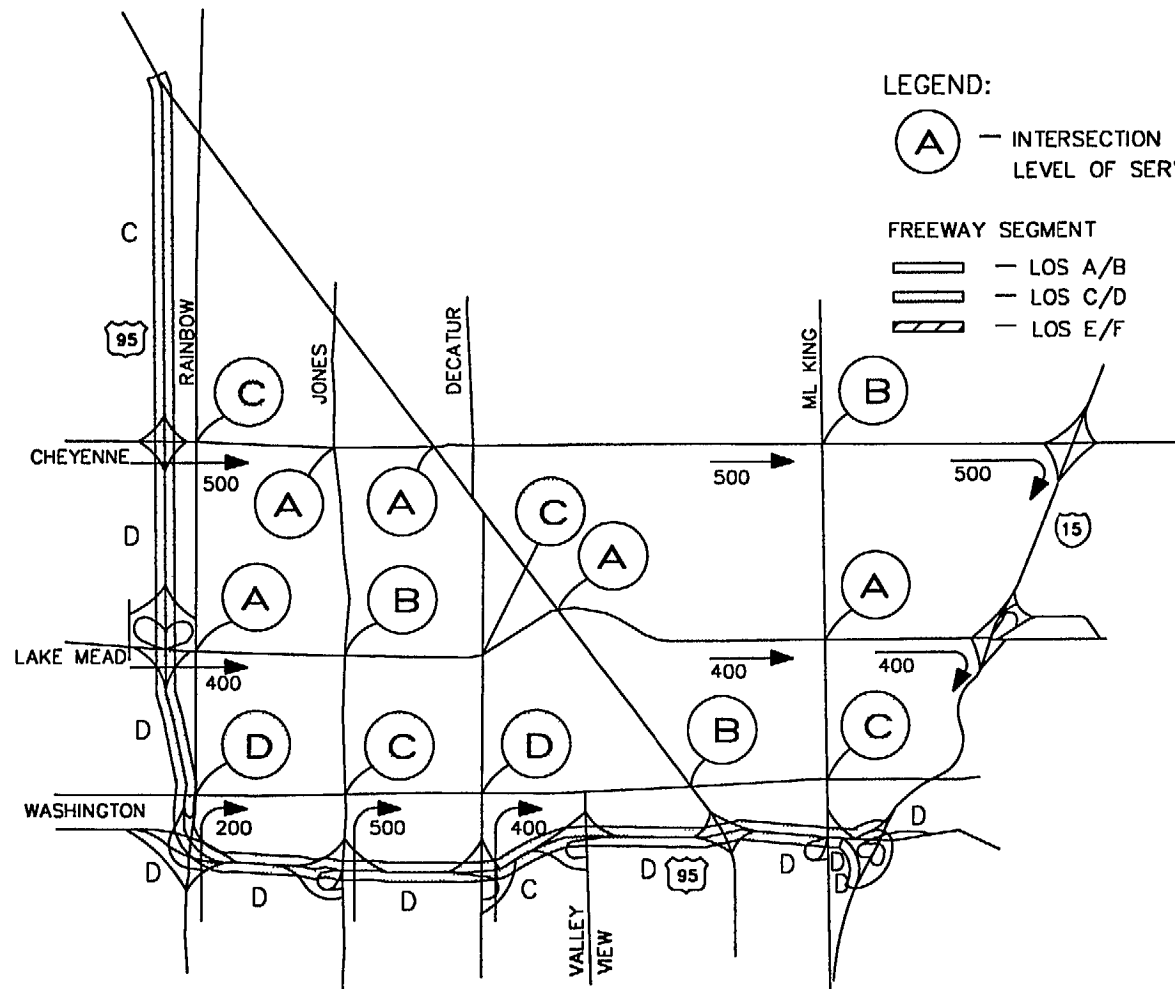 LEGEND:
A — INTERSECTION
LEVEL OF SER
FREEWAY SEGMENT
— LOS A/B
— LOS C/D
— LOS E/F
C
95
RAINBOW
JONES
DECATUR
ML KING
C
B
CHEYENNE
500
500
500
A
A
C
A
15
D
A
B
A
LAKE MEAD
400
400
400
D
D
C
D
B
C
WASHINGTON
200
500
400
D
D
D
D
C
D
95
D
D
D
VALLEY
VIEW